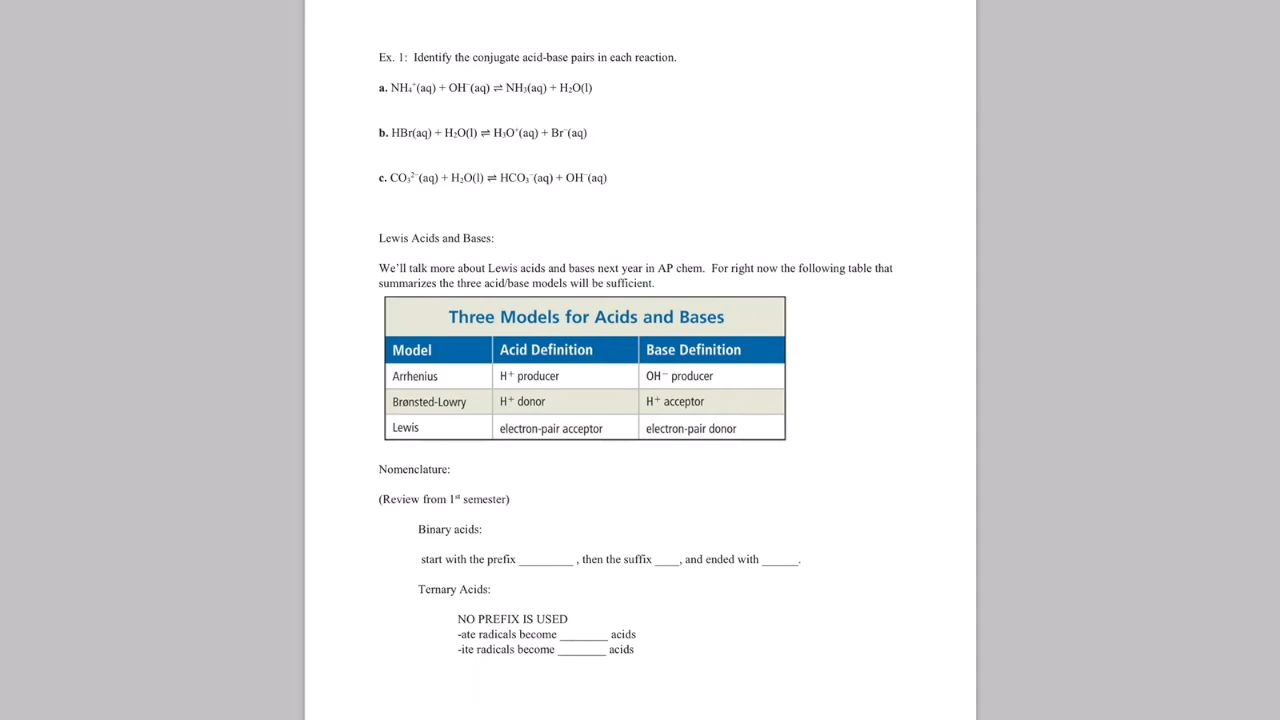 Ex. 1: Identify the conjugate acid-base pairs in each reaction.
a. NH₄⁺(aq) + OH⁻(aq) ⇌ NH₃(aq) + H₂O(l)
b. HBr(aq) + H₂O(l) ⇌ H₃O⁺(aq) + Br⁻(aq)
c. CO₃²⁻(aq) + H₂O(l) ⇌ HCO₃⁻(aq) + OH⁻(aq)
Lewis Acids and Bases:
We'll talk more about Lewis acids and bases next year in AP chem. For right now the following table that
summarizes the three acid/base models will be sufficient.
Three Models for Acids and Bases
Model Acid Definition Base Definition
Arrhenius H⁺ producer OH⁻ producer
Brønsted-Lowry H⁺ donor H⁺ acceptor
Lewis electron-pair acceptor electron-pair donor
Nomenclature:
(Review from 1st semester)
Binary acids:
start with the prefix _________ , then the suffix ____, and ended with ______.
Ternary Acids:
NO PREFIX IS USED
-ate radicals become ________ acids
-ite radicals become ________ acids